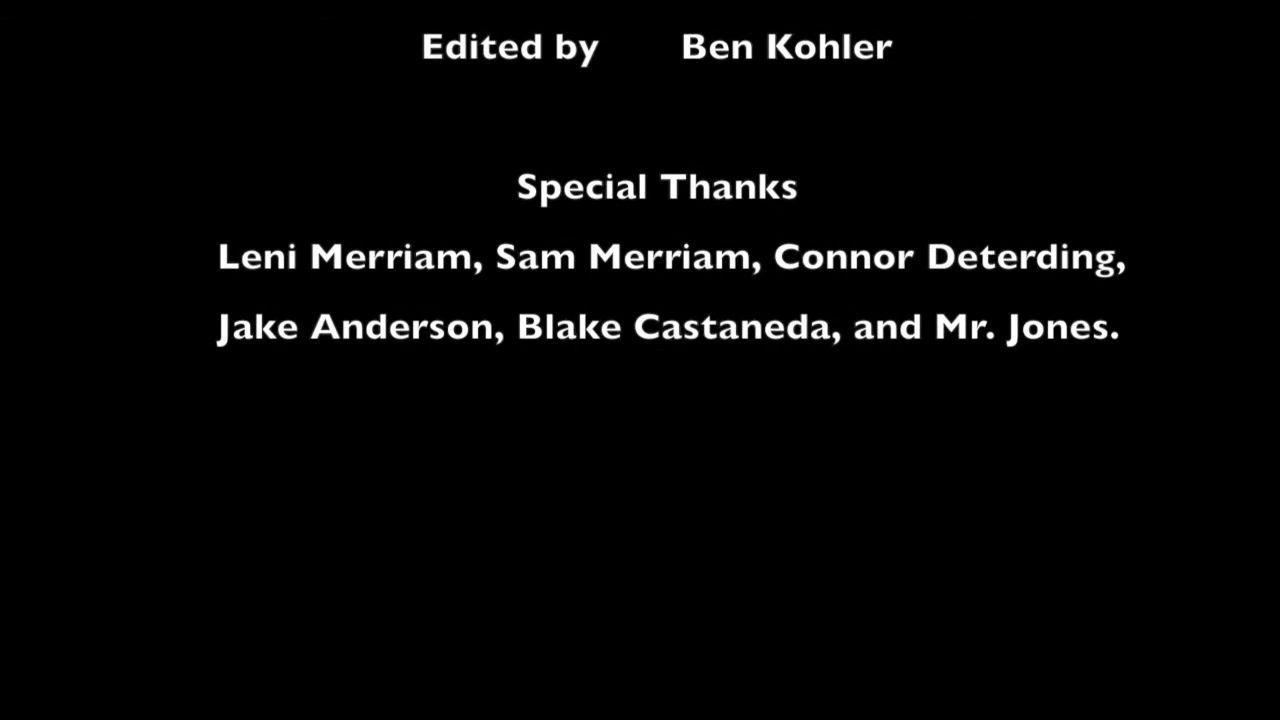 Edited by Ben Kohler
Special Thanks
Leni Merriam, Sam Merriam, Connor Deterding,
Jake Anderson, Blake Castaneda, and Mr. Jones.